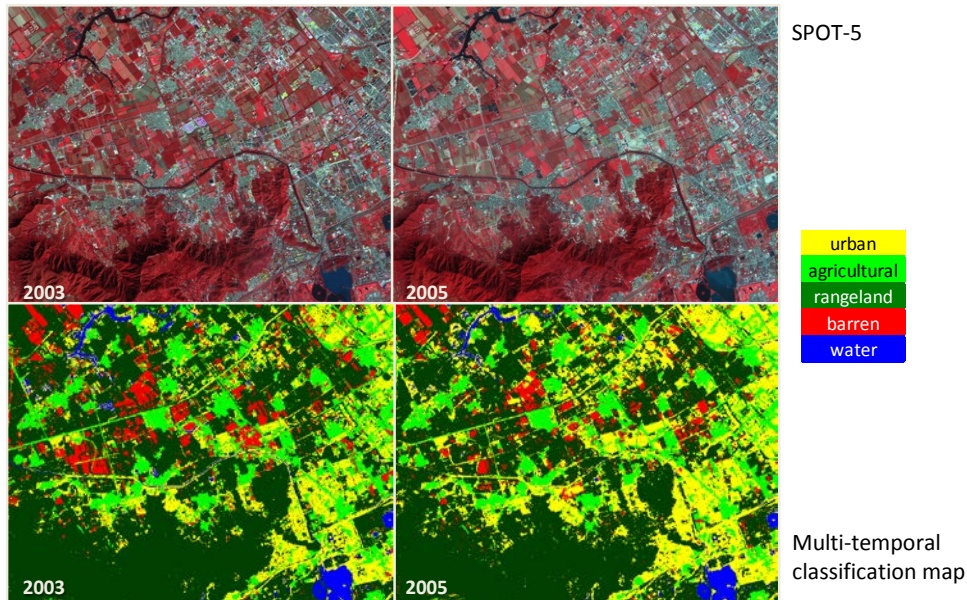 SPOT-5
2003
2005
urban
agricultural
rangeland
barren
water
2003
2005
Multi-temporal
classification map